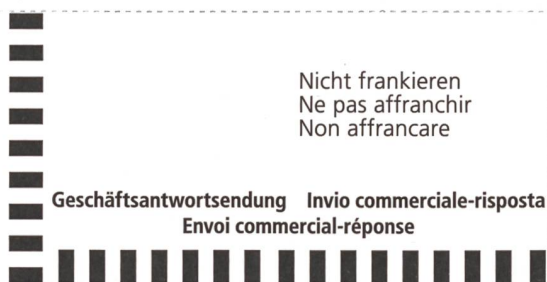 Nicht frankieren
Ne pas affranchir
Non affrancare
Geschäftsantwortsendung Invio commerciale-risposta
Envoi commercial-réponse